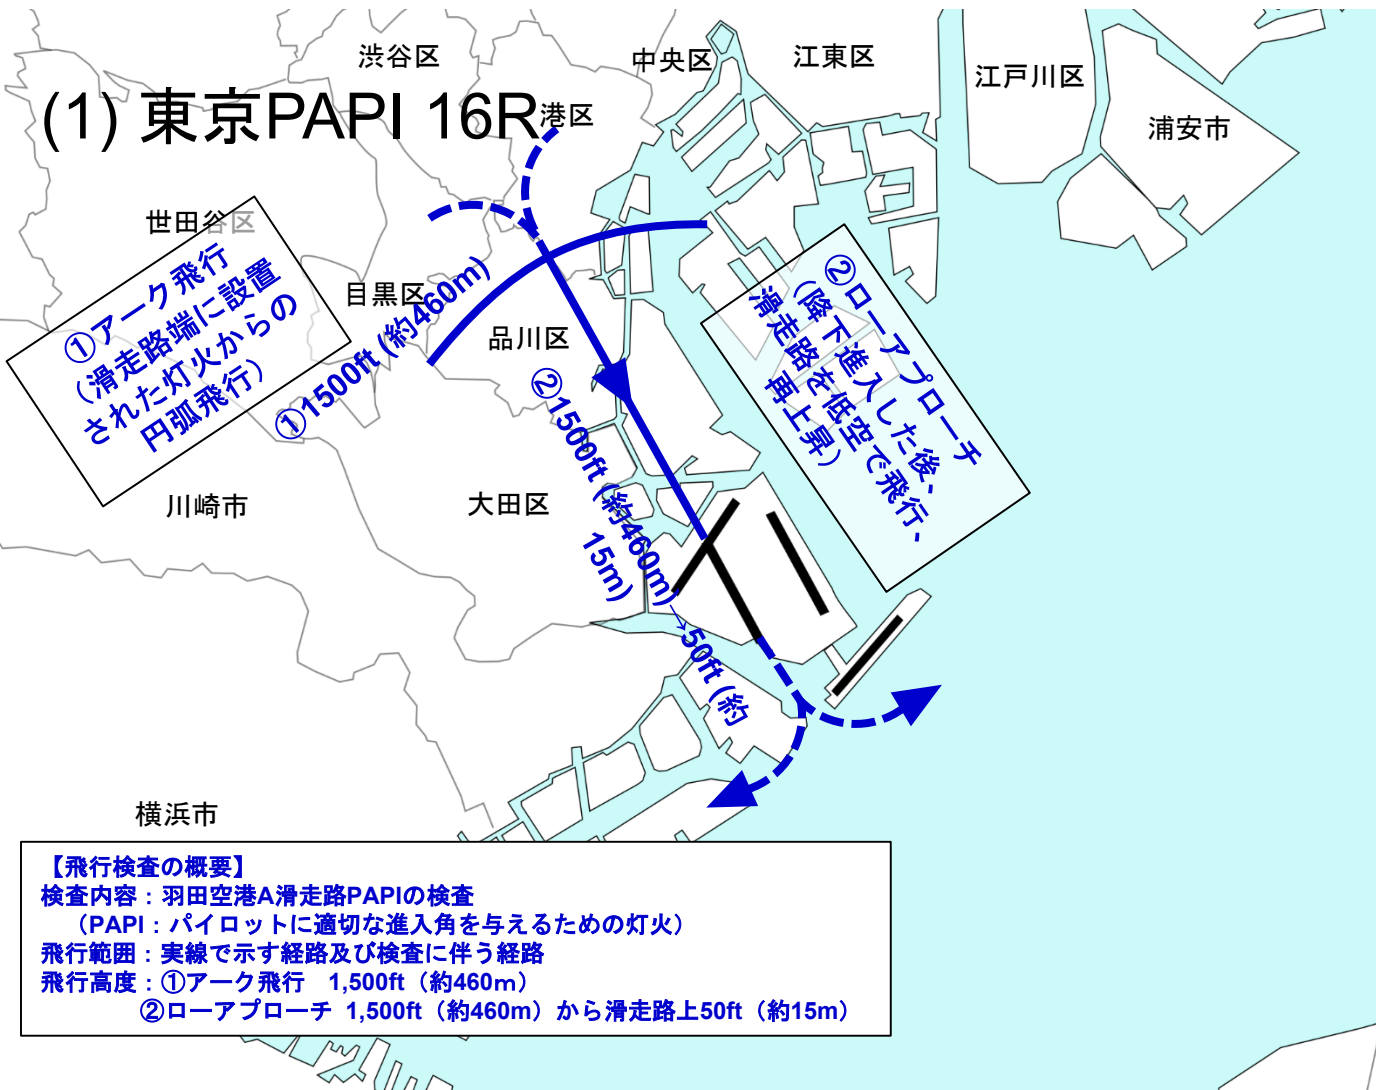 渋谷区
中央区
江東区
江戸川区
(1) 東京PAPI 16R
港区
浦安市
世田谷区
①アーク飛行
（滑走路端に設置
された灯火からの
円弧飛行）
目黒区
①1500ft (約460m)
品川区
②ローアプローチ
（降下進入した後、
滑走路を低空で飛行、
再上昇）
②1500ft (約460m)→50ft (約
15m)
川崎市
大田区
横浜市
【飛行検査の概要】
検査内容：羽田空港A滑走路PAPIの検査
（PAPI：パイロットに適切な進入角を与えるための灯火）
飛行範囲：実線で示す経路及び検査に伴う経路
飛行高度：①アーク飛行　1,500ft（約460ｍ）
②ローアプローチ 1,500ft（約460m）から滑走路上50ft（約15m）